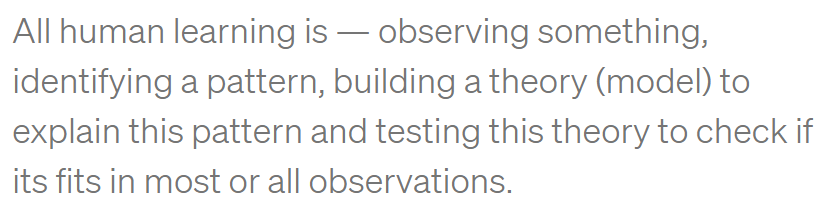 All human learning is — observing something,
identifying a pattern, building a theory (model) to
explain this pattern and testing this theory to check if
its fits in most or all observations.